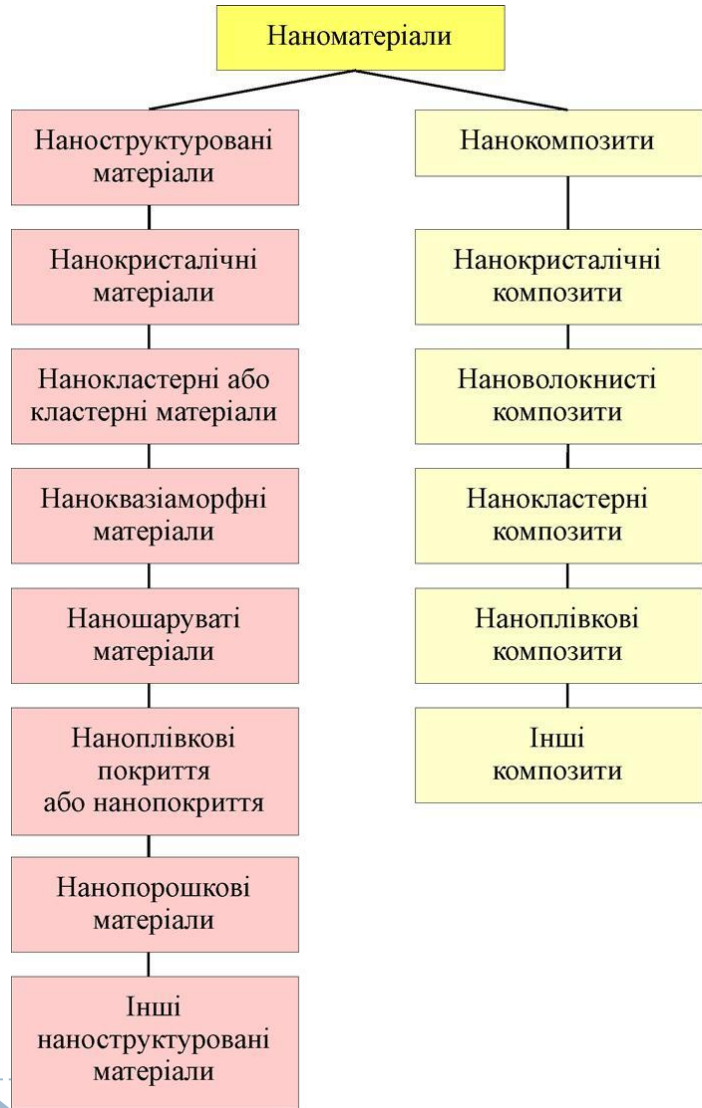 Наноматеріали
Наноструктуровані
матеріали
Нанокристалічні
матеріали
Нанокластерні або
кластерні матеріали
Наноквазіаморфні
матеріали
Наношаруваті
матеріали
Наноплівкові
покриття
або нанопокриття
Нанопорошкові
матеріали
Інші
наноструктуровані
матеріали
Нанокомпозити
Нанокристалічні
композити
Нановолокнисті
композити
Нанокластерні
композити
Наноплівкові
композити
Інші
композити